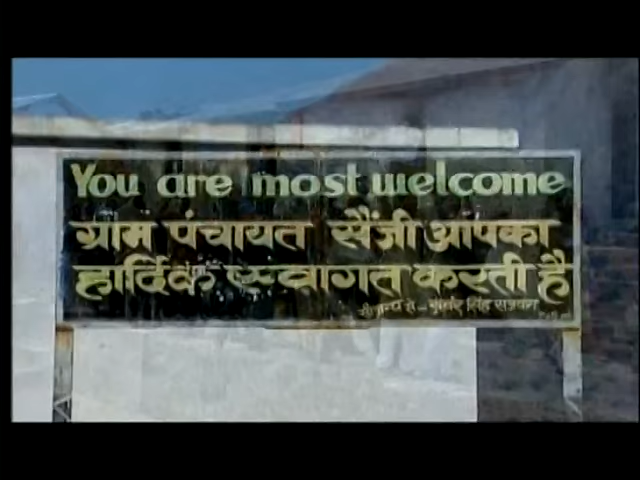 You are most welcome
ग्राम पंचायत सैंजी आपका
हार्दिक स्वागत करती है